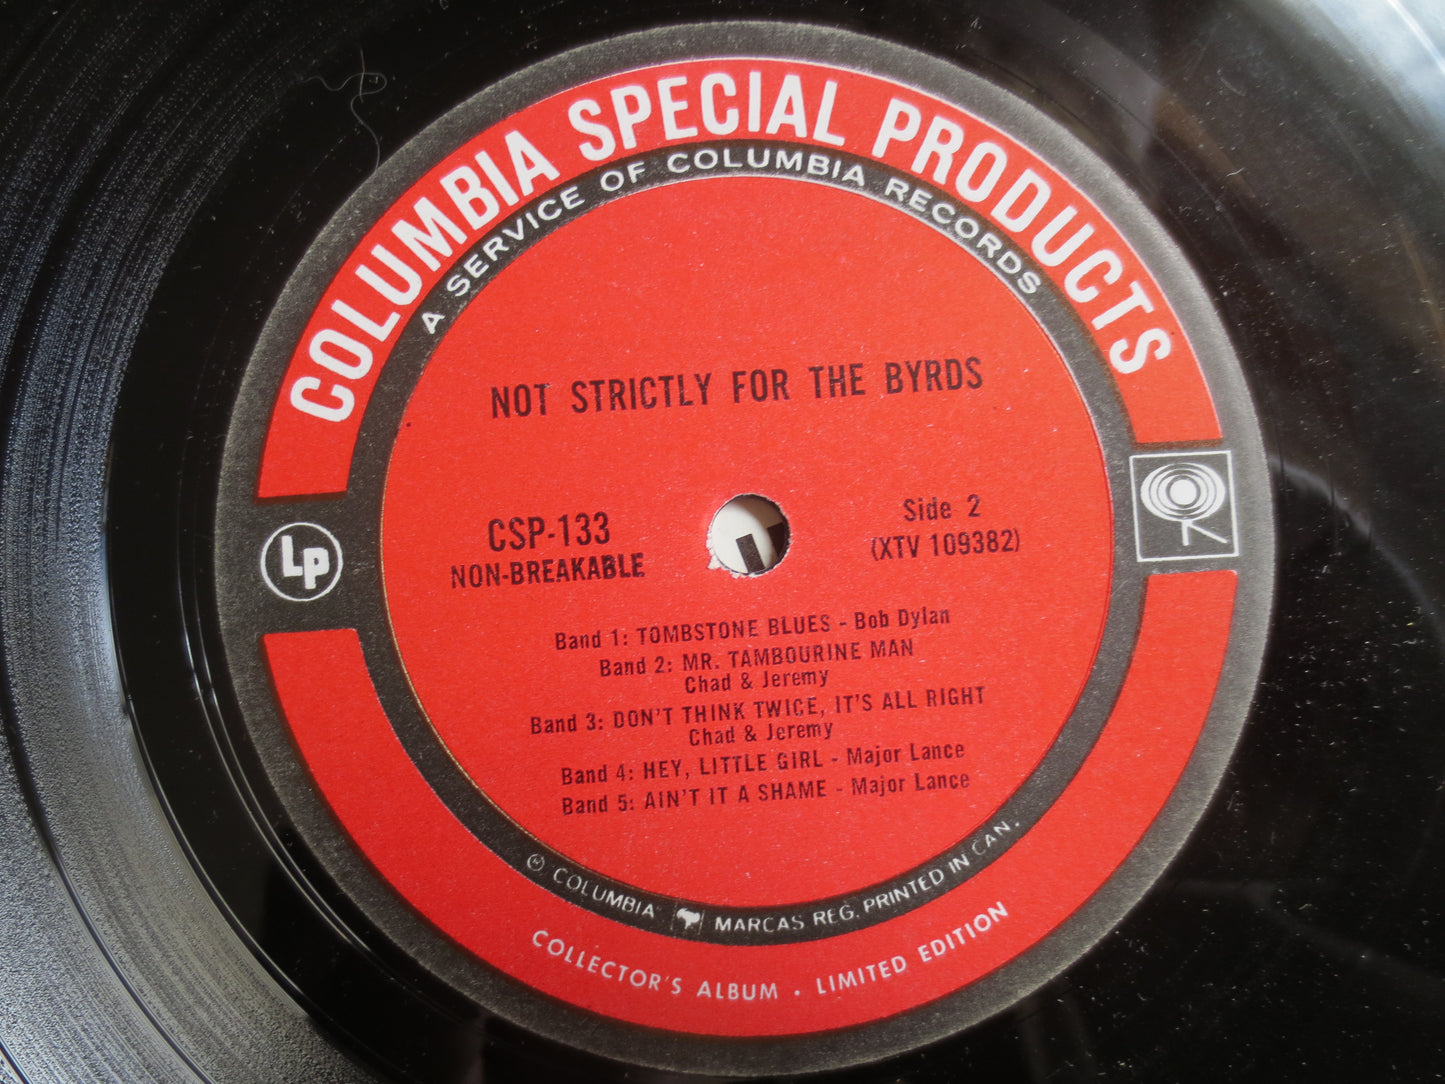 COLUMBIA SPECIAL PRODUCTS
A SERVICE OF COLUMBIA RECORDS
NOT STRICTLY FOR THE BYRDS
LP
CSP-133
NON-BREAKABLE
Side 2
(XTV 109382)
Band 1: TOMBSTONE BLUES - Bob Dylan
Band 2: MR. TAMBOURINE MAN
Chad & Jeremy
Band 3: DON'T THINK TWICE, IT'S ALL RIGHT
Chad & Jeremy
Band 4: HEY, LITTLE GIRL - Major Lance
Band 5: AIN'T IT A SHAME - Major Lance
COLUMBIA MARCAS REG. PRINTED IN CAN.
COLLECTOR'S ALBUM • LIMITED EDITION